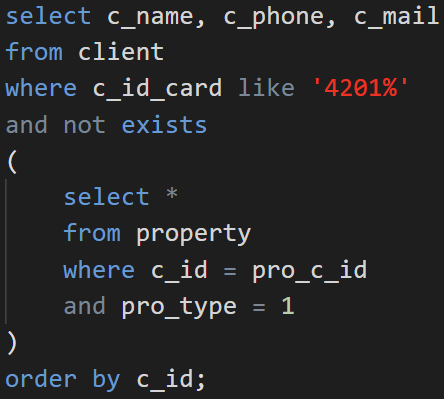 select c_name, c_phone, c_mail
from client
where c_id_card like '4201%'
and not exists
(
    select *
    from property
    where c_id = pro_c_id
    and pro_type = 1
)
order by c_id;